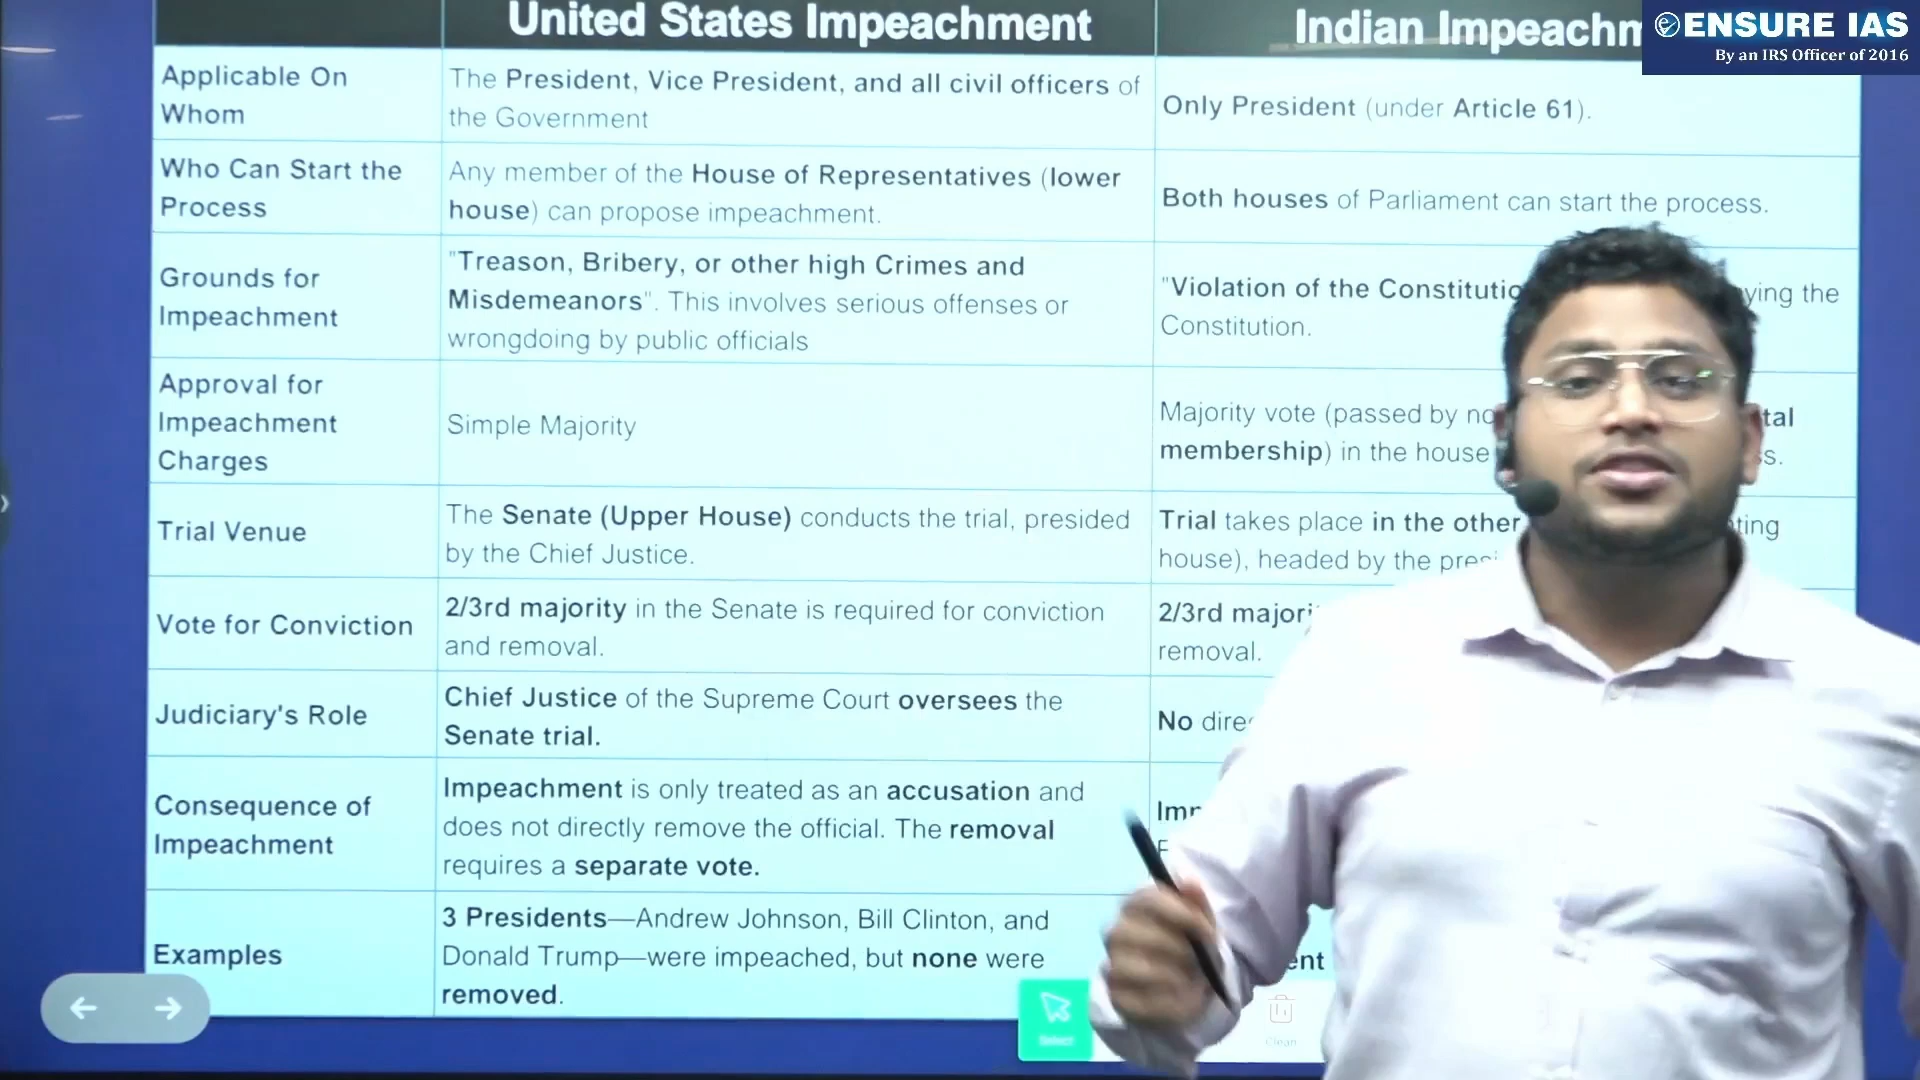 United States Impeachment
Indian Impeachm
ENSURE IAS
By an IRS Officer of 2016
Applicable On
Whom
The President, Vice President, and all civil officers of
the Government
Only President (under Article 61).
Who Can Start the
Process
Any member of the House of Representatives (lower
house) can propose impeachment.
Both houses of Parliament can start the process.
Grounds for
Impeachment
"Treason, Bribery, or other high Crimes and
Misdemeanors". This involves serious offenses or
wrongdoing by public officials
"Violation of the Constitutio ying the
Constitution.
Approval for
Impeachment
Charges
Simple Majority
Majority vote (passed by no tal
membership) in the house s.
Trial Venue
The Senate (Upper House) conducts the trial, presided
by the Chief Justice.
Trial takes place in the other ting
house), headed by the presi
Vote for Conviction
2/3rd majority in the Senate is required for conviction
and removal.
2/3rd majori
removal.
Judiciary's Role
Chief Justice of the Supreme Court oversees the
Senate trial.
No direc
Consequence of
Impeachment
Impeachment is only treated as an accusation and
does not directly remove the official. The removal
requires a separate vote.
Examples
3 Presidents—Andrew Johnson, Bill Clinton, and
Donald Trump—were impeached, but none were
removed.
ent
Select
Clean